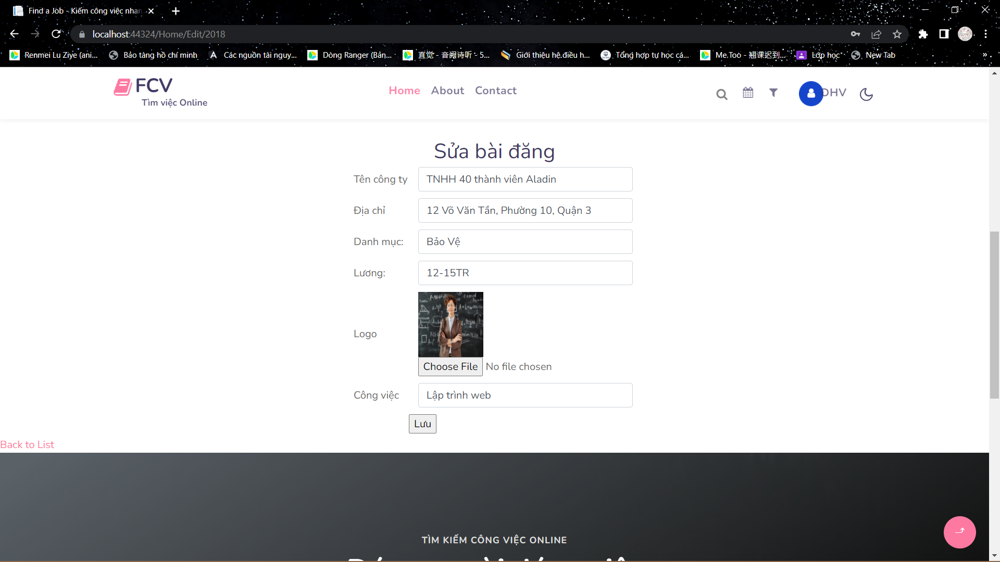 Find a Job - Kiếm công việc nhan
localhost:44324/Home/Edit/2018
Renmei Lu Ziye (ani...
Bảo tàng hồ chí minh
Các nguồn tài nguy...
Dòng Ranger (Bản...
直觉 - 音阙诗听 - 5...
Giới thiệu hệ điều h...
Tổng hợp tự học cá...
Me.Too - 翘课迟到...
Lớp học
New Tab
»
FCV
Tìm việc Online
Home
About
Contact
DHV
Sửa bài đăng
Tên công ty
TNHH 40 thành viên Aladin
Địa chỉ
12 Võ Văn Tần, Phường 10, Quận 3
Danh mục:
Bảo Vệ
Lương:
12-15TR
Logo
Choose File No file chosen
Công việc
Lập trình web
Lưu
Back to List
TÌM KIẾM CÔNG VIỆC ONLINE